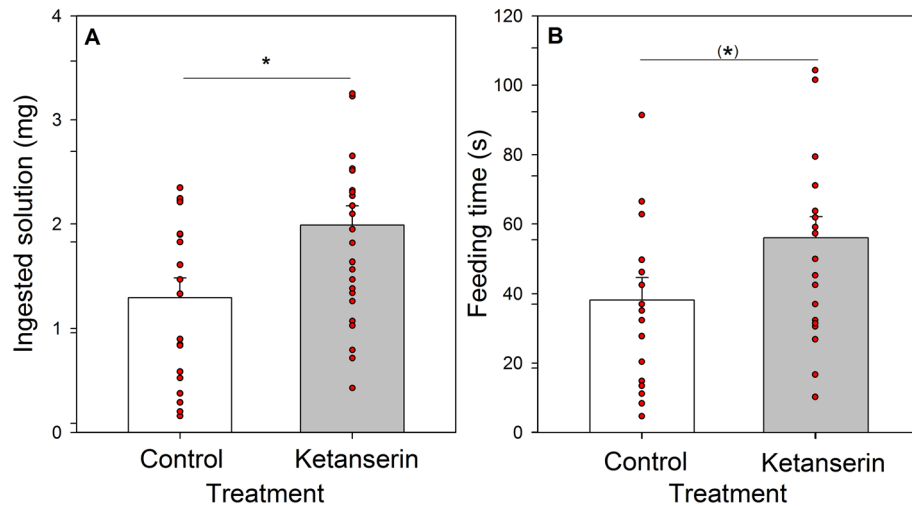 A
*
Ingested solution (mg)
4
3
2
1
0
Control
Ketanserin
Treatment
B
(*)
Feeding time (s)
120
100
80
60
40
20
0
Control
Ketanserin
Treatment